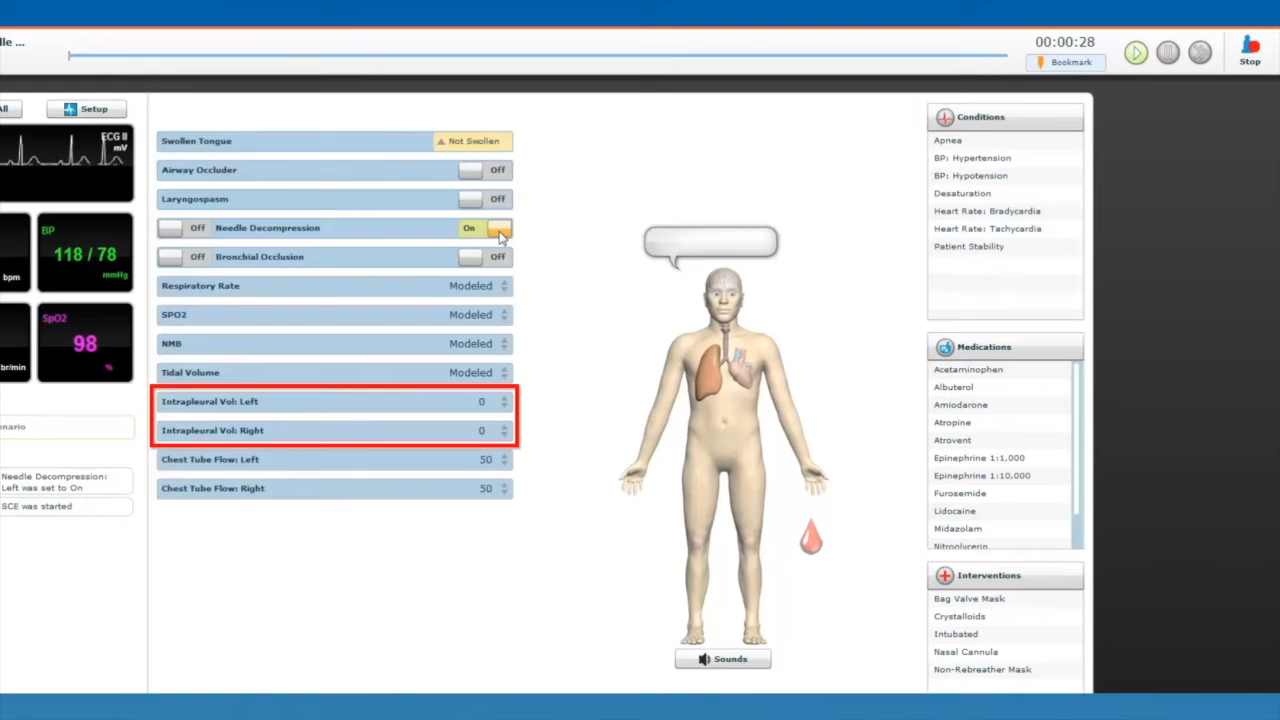 lle ...
00:00:28
Bookmark
Stop
All
Setup
ECG II
mV
bpm
BP
118 / 78
mmHg
br/min
SpO2
98
%
enario
Needle Decompression:
Left was set to On
SCE was started
Swollen Tongue Not Swollen
Airway Occluder Off
Laryngospasm Off
Off Needle Decompression On
Off Bronchial Occlusion Off
Respiratory Rate Modeled
SPO2 Modeled
NMB Modeled
Tidal Volume Modeled
Intrapleural Vol: Left 0
Intrapleural Vol: Right 0
Chest Tube Flow: Left 50
Chest Tube Flow: Right 50
Sounds
Conditions
Apnea
BP: Hypertension
BP: Hypotension
Desaturation
Heart Rate: Bradycardia
Heart Rate: Tachycardia
Patient Stability
Medications
Acetaminophen
Albuterol
Amiodarone
Atropine
Atrovent
Epinephrine 1:1,000
Epinephrine 1:10,000
Furosemide
Lidocaine
Midazolam
Nitroglycerin
Interventions
Bag Valve Mask
Crystalloids
Intubated
Nasal Cannula
Non-Rebreather Mask